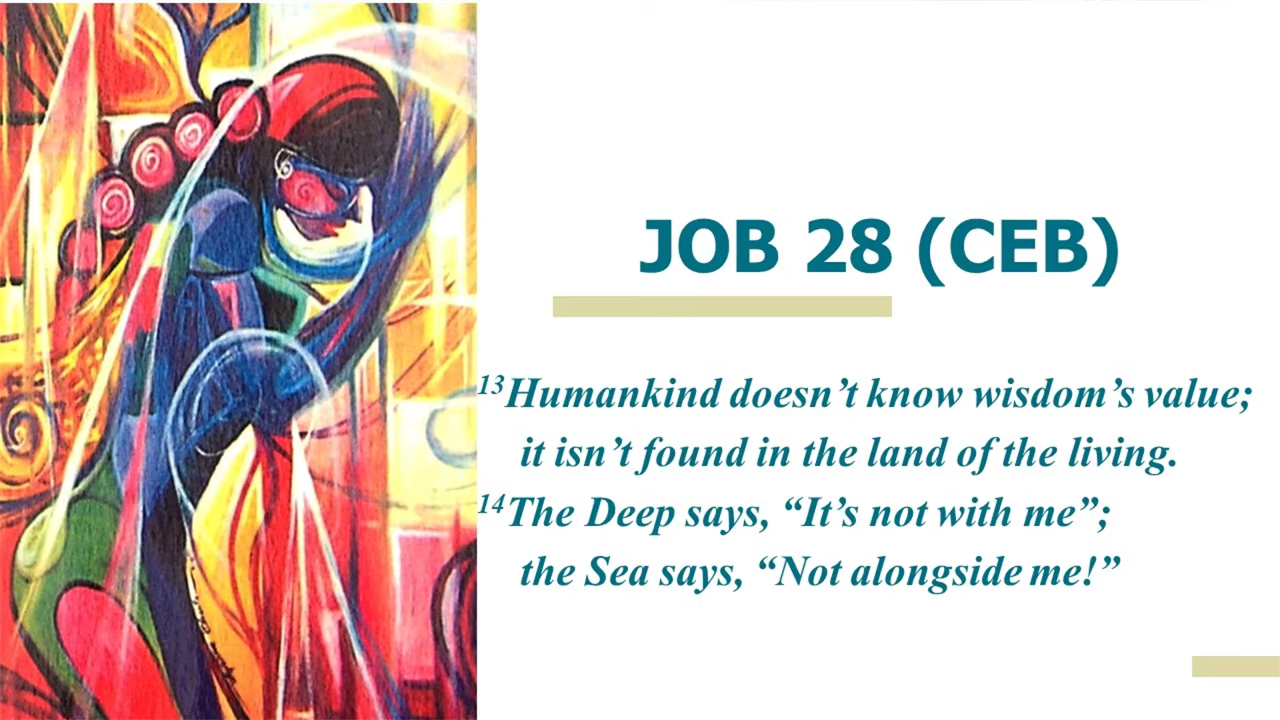 JOB 28 (CEB)
¹³Humankind doesn’t know wisdom’s value;
it isn’t found in the land of the living.
¹⁴The Deep says, “It’s not with me”;
the Sea says, “Not alongside me!”